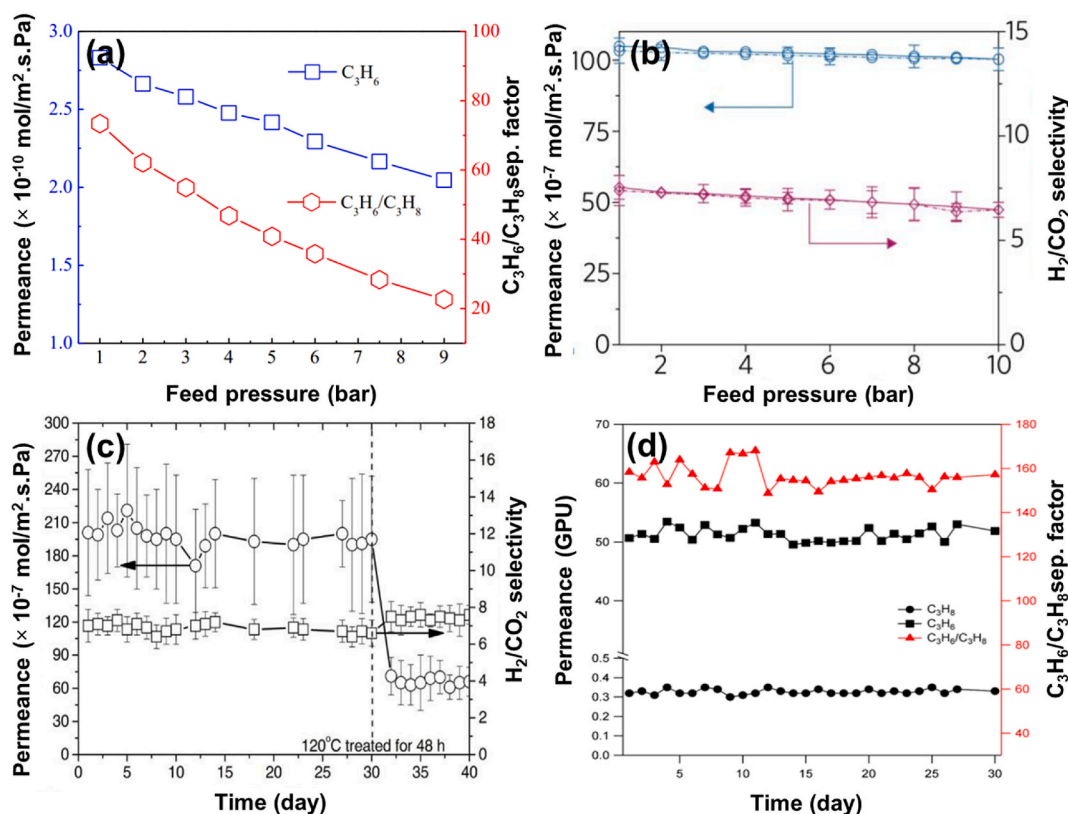 (a)
Permeance (× 10⁻¹⁰ mol/m².s.Pa)
3.0
2.5
2.0
1.5
1.0
C₃H₆
C₃H₆/C₃H₈
100
80
60
40
20
C₃H₆/C₃H₈sep. factor
1 2 3 4 5 6 7 8 9
Feed pressure (bar)
(b)
Permeance (× 10⁻⁷ mol/m².s.Pa)
100
75
50
25
0
15
10
5
0
H₂/CO₂ selectivity
2 4 6 8 10
Feed pressure (bar)
(c)
Permeance (× 10⁻⁷ mol/m².s.Pa)
300
270
240
210
180
150
120
90
60
30
0
18
16
14
12
10
8
6
4
2
0
H₂/CO₂ selectivity
120°C treated for 48 h
0 5 10 15 20 25 30 35 40
Time (day)
(d)
Permeance (GPU)
70
60
50
40
0.5
0.4
0.3
0.2
0.1
0.0
C₃H₈
C₃H₆
C₃H₆/C₃H₈
180
160
140
120
100
80
60
40
C₃H₆/C₃H₈sep. factor
5 10 15 20 25 30
Time (day)